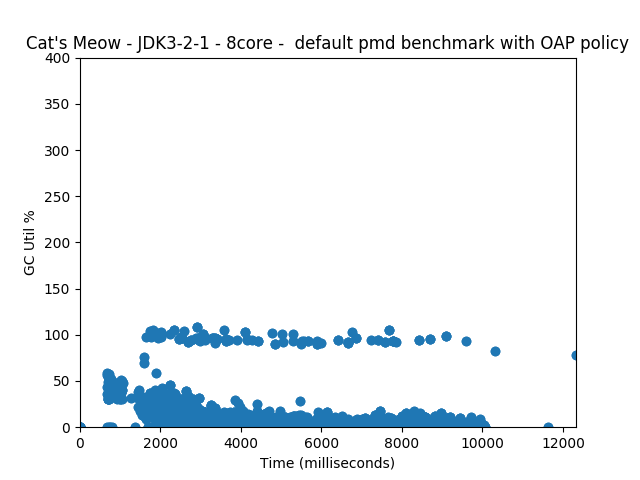 Cat's Meow - JDK3-2-1 - 8core -  default pmd benchmark with OAP policy
400
350
300
250
200
150
100
50
0
GC Util %
0 2000 4000 6000 8000 10000 12000
Time (milliseconds)